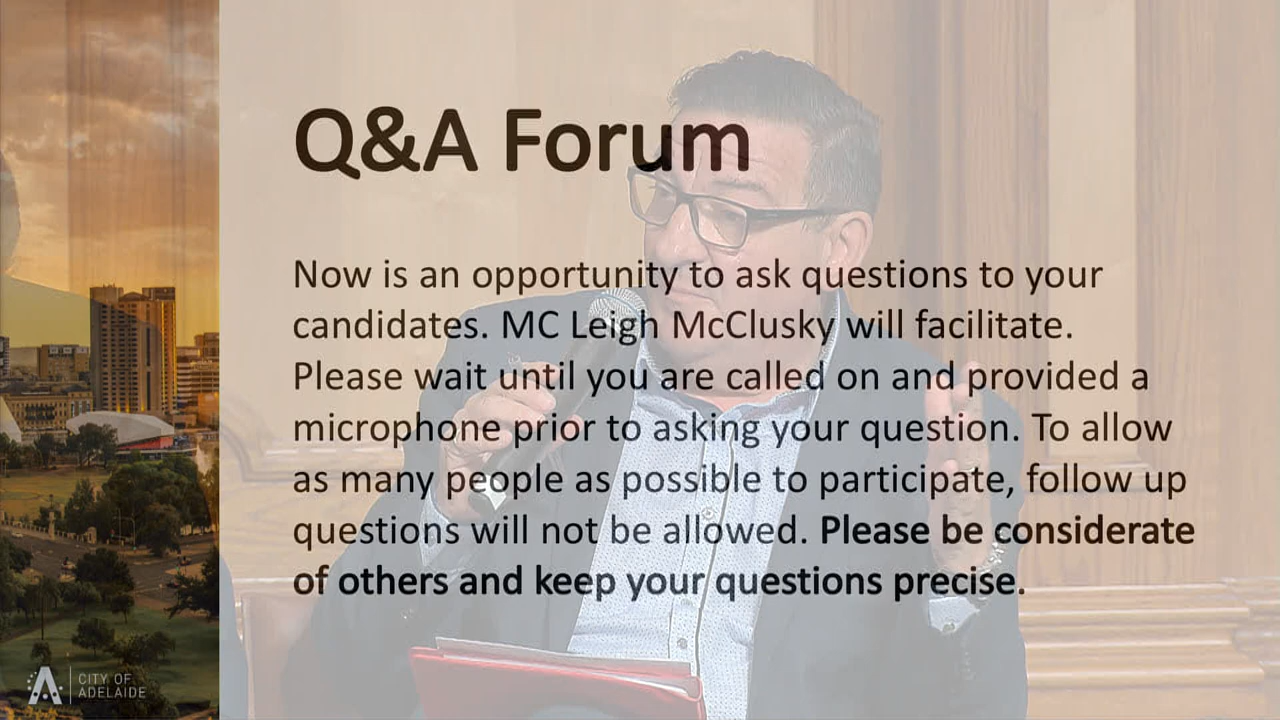 Q&A Forum
Now is an opportunity to ask questions to your
candidates. MC Leigh McClusky will facilitate.
Please wait until you are called on and provided a
microphone prior to asking your question. To allow
as many people as possible to participate, follow up
questions will not be allowed. Please be considerate
of others and keep your questions precise.
CITY OF
ADELAIDE